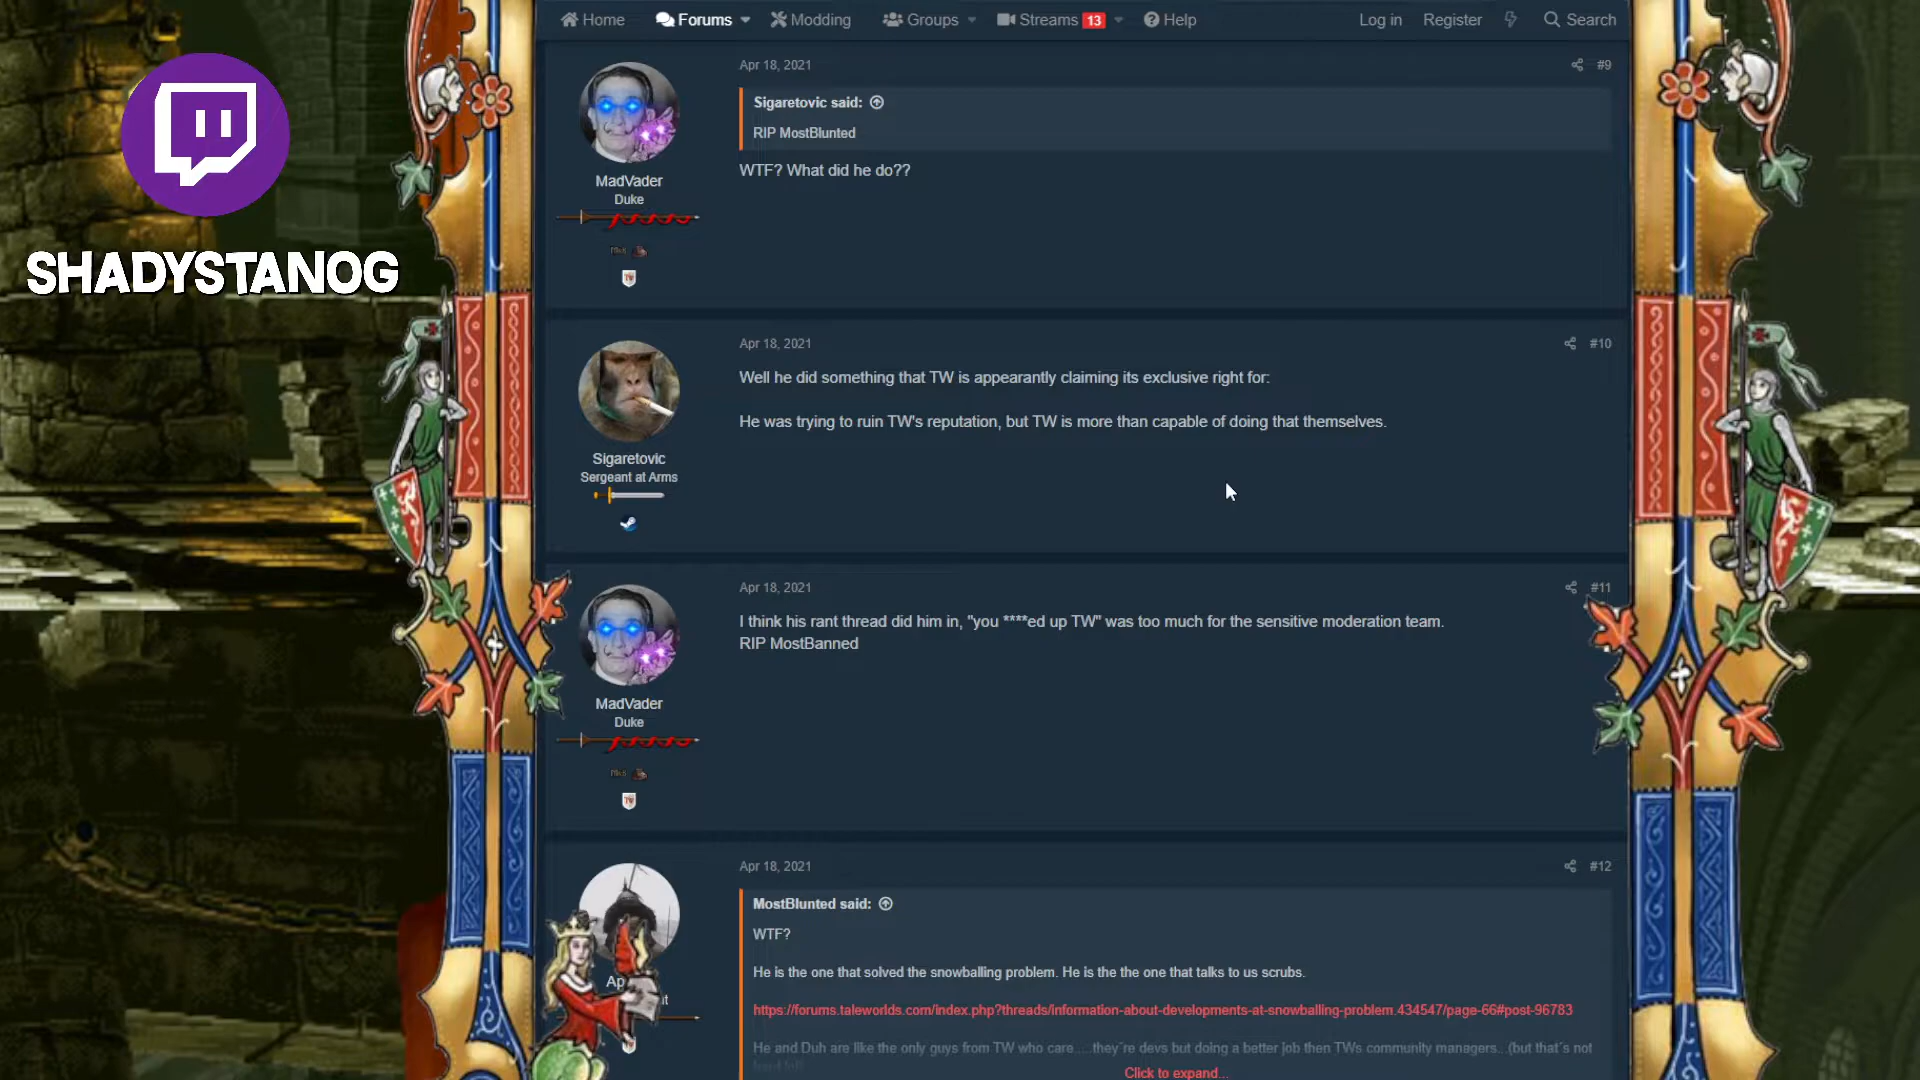 Home
Forums
Modding
Groups
Streams 13
Help
Log in
Register
Search
SHADYSTANOG
Apr 18, 2021
#9
Sigaretovic said:
RIP MostBlunted
WTF? What did he do??
MadVader
Duke
Apr 18, 2021
#10
Well he did something that TW is appearantly claiming its exclusive right for:
He was trying to ruin TW's reputation, but TW is more than capable of doing that themselves.
Sigaretovic
Sergeant at Arms
Apr 18, 2021
#11
I think his rant thread did him in, "you ****ed up TW" was too much for the sensitive moderation team.
RIP MostBanned
MadVader
Duke
Apr 18, 2021
#12
MostBlunted said:
WTF?
He is the one that solved the snowballing problem. He is the the one that talks to us scrubs.
https://forums.taleworlds.com/index.php?threads/information-about-developments-at-snowballing-problem.434547/page-66#post-96783
He and Duh are like the only guys from TW who care.....they're devs but doing a better job then TWs community managers...(but that's not
Click to expand...